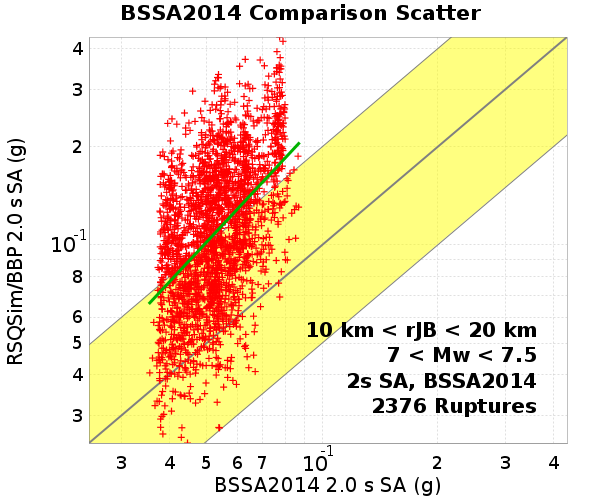 BSSA2014 Comparison Scatter
RSQSim/BBP 2.0 s SA (g)
4
3
2
10-1
8
6
5
4
3
10 km < rJB < 20 km
7 < Mw < 7.5
2s SA, BSSA2014
2376 Ruptures
3 4 5 6 7 10-1 2 3 4
BSSA2014 2.0 s SA (g)